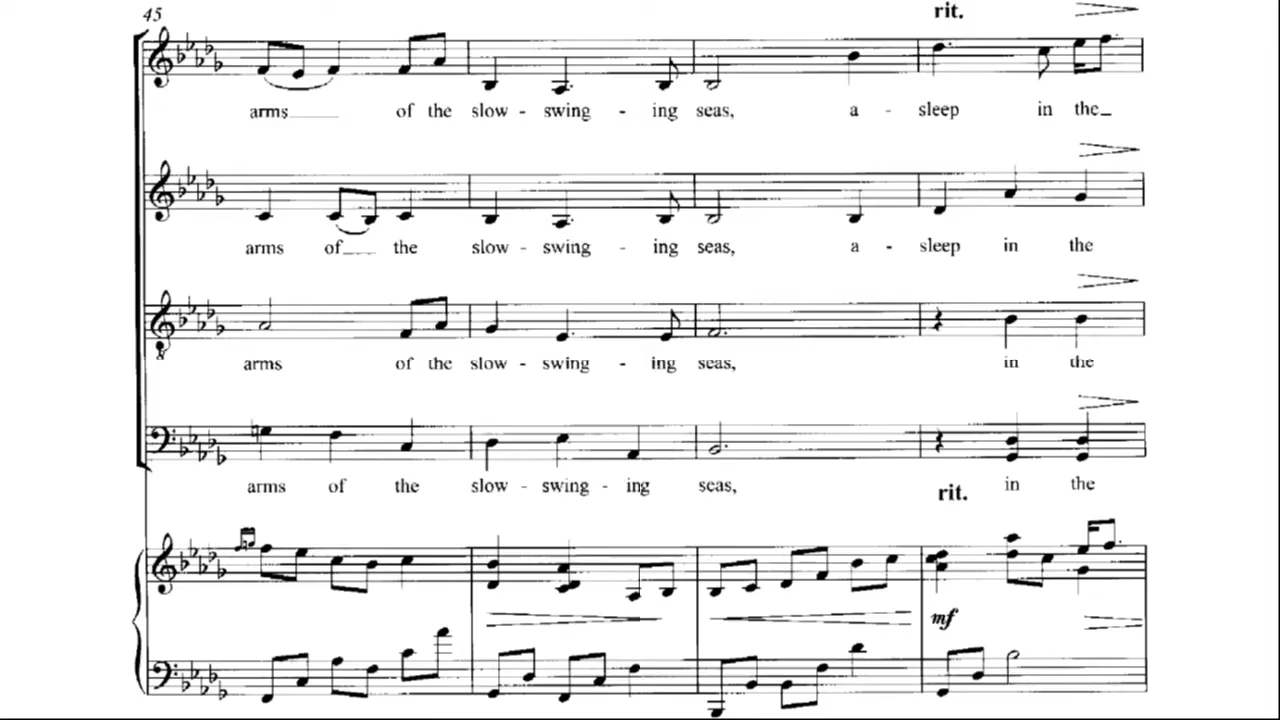 45
rit.
arms of the slow - swing - ing seas, a - sleep in the
arms of the slow - swing - ing seas, a - sleep in the
arms of the slow - swing - ing seas, in the
arms of the slow - swing - ing seas, in the
rit.
mf